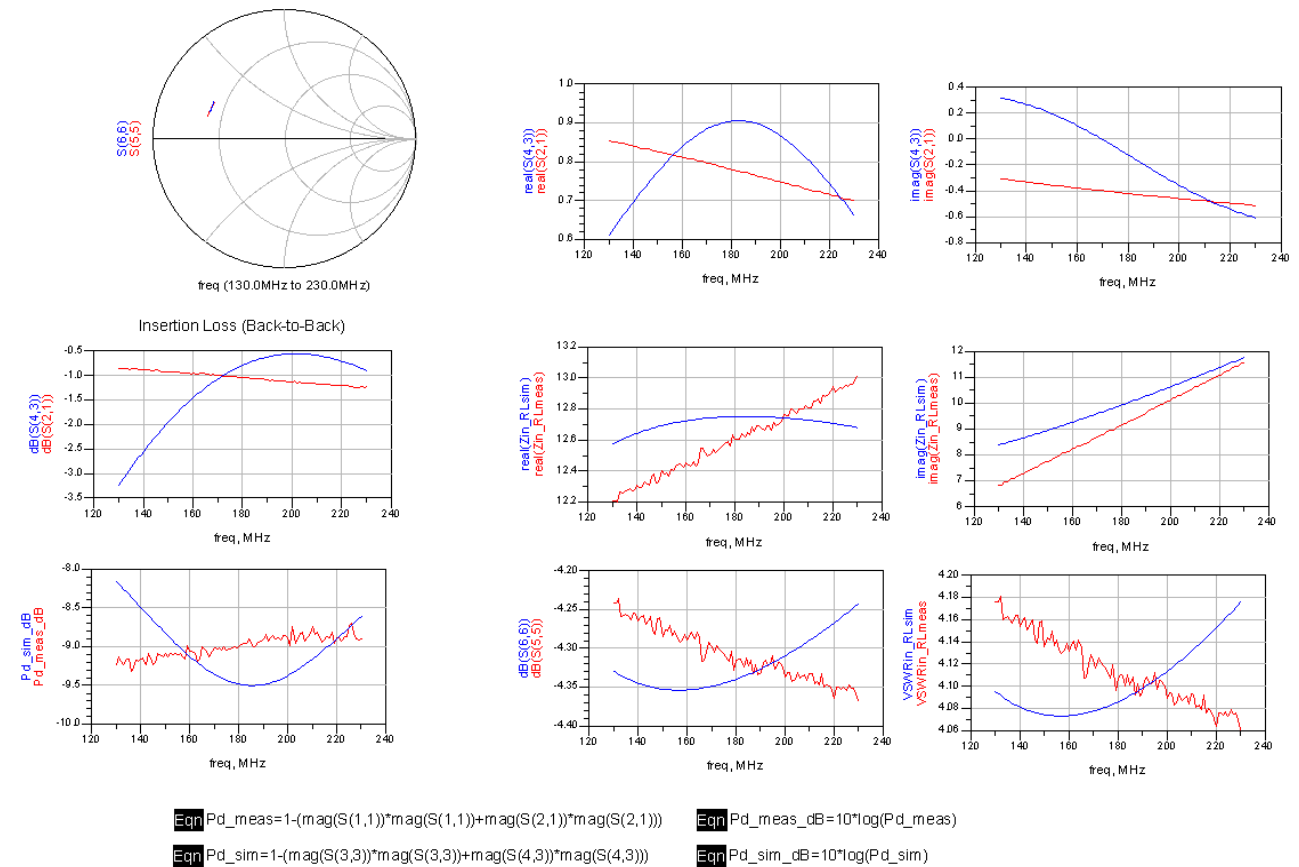 S(6,6)
S(5,5)
freq (130.0MHz to 230.0MHz)
real(S(4,3))
real(S(2,1))
1.0
0.9
0.8
0.7
0.6
120 140 160 180 200 220 240
freq, MHz
imag(S(4,3))
imag(S(2,1))
0.4
0.2
0.0
-0.2
-0.4
-0.6
-0.8
120 140 160 180 200 220 240
freq, MHz
Insertion Loss (Back-to-Back)
dB(S(4,3))
dB(S(2,1))
-0.5
-1.0
-1.5
-2.0
-2.5
-3.0
-3.5
120 140 160 180 200 220 240
freq, MHz
real(Zin_RLsim)
real(Zin_RLmeas)
13.2
13.0
12.8
12.6
12.4
12.2
120 140 160 180 200 220 240
freq, MHz
imag(Zin_RLsim)
imag(Zin_RLmeas)
12
11
10
9
8
7
6
120 140 160 180 200 220 240
freq, MHz
Pd_sim_dB
Pd_meas_dB
-8.0
-8.5
-9.0
-9.5
-10.0
120 140 160 180 200 220 240
freq, MHz
dB(S(6,6))
dB(S(5,5))
-4.20
-4.25
-4.30
-4.35
-4.40
120 140 160 180 200 220 240
freq, MHz
VSWRin_RLsim
VSWRin_RLmeas
4.20
4.18
4.16
4.14
4.12
4.10
4.08
4.06
120 140 160 180 200 220 240
freq, MHz
Eqn Pd_meas=1-(mag(S(1,1))*mag(S(1,1))+mag(S(2,1))*mag(S(2,1)))
Eqn Pd_meas_dB=10*log(Pd_meas)
Eqn Pd_sim=1-(mag(S(3,3))*mag(S(3,3))+mag(S(4,3))*mag(S(4,3)))
Eqn Pd_sim_dB=10*log(Pd_sim)